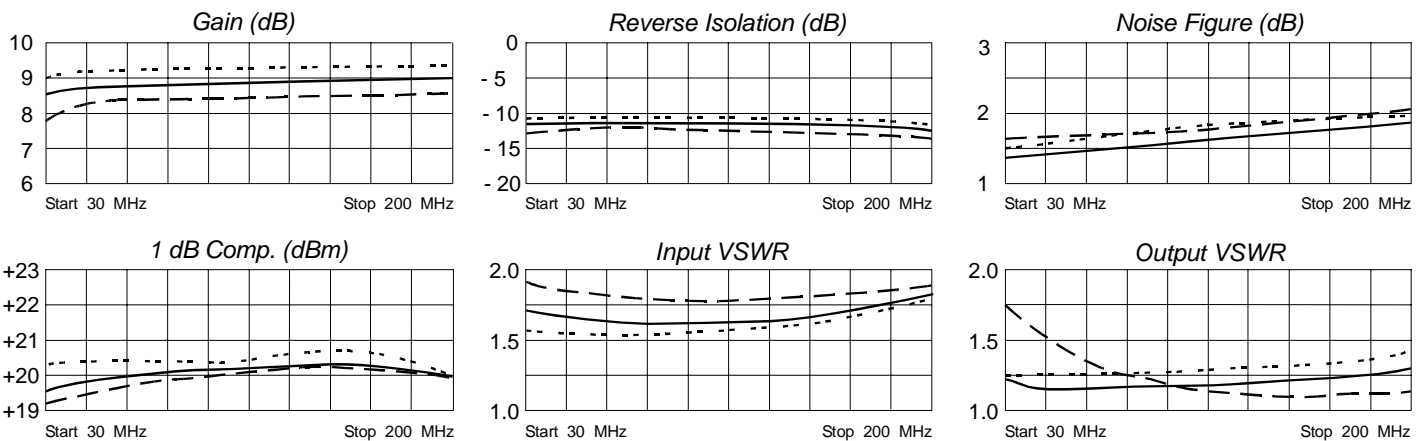 Gain (dB)
10
9
8
7
6
Start 30 MHz
Stop 200 MHz
Reverse Isolation (dB)
0
- 5
- 10
- 15
- 20
Start 30 MHz
Stop 200 MHz
Noise Figure (dB)
3
2
1
Start 30 MHz
Stop 200 MHz
1 dB Comp. (dBm)
+23
+22
+21
+20
+19
Start 30 MHz
Stop 200 MHz
Input VSWR
2.0
1.5
1.0
Start 30 MHz
Stop 200 MHz
Output VSWR
2.0
1.5
1.0
Start 30 MHz
Stop 200 MHz